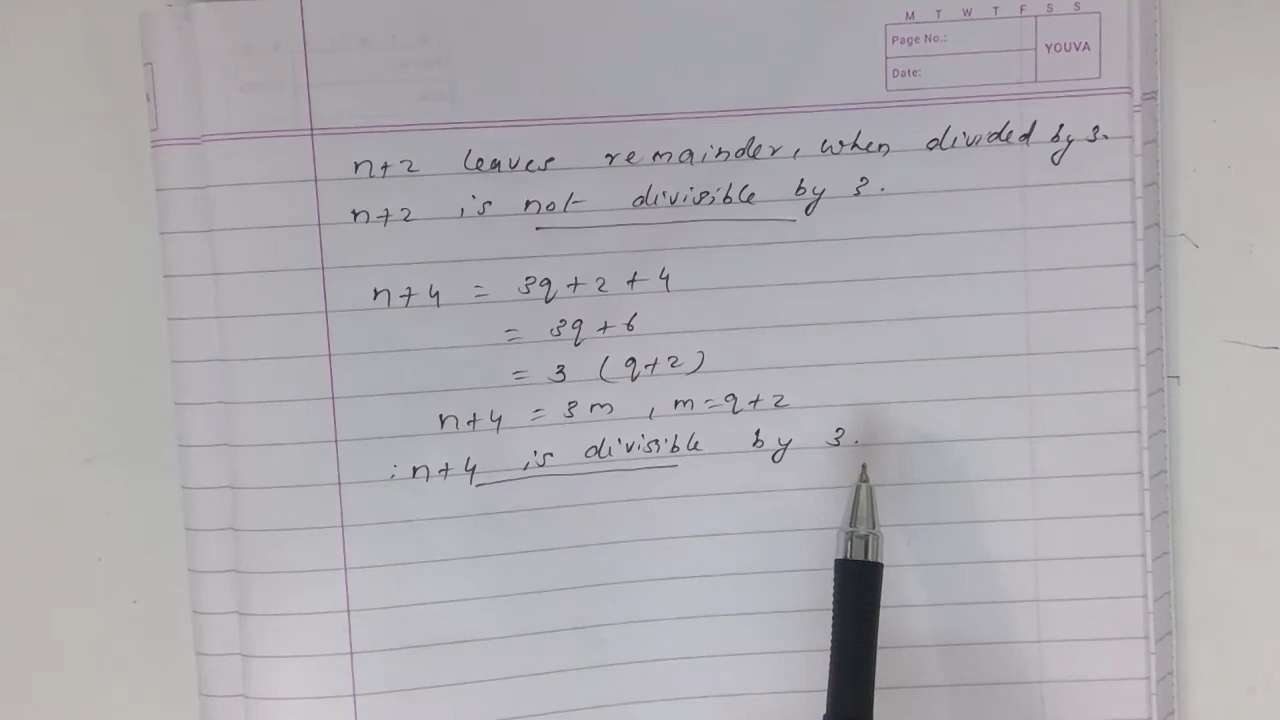 M T W T F S S
Page No.:
YOUVA
Date:
n+2 leaves remainder, when divided by 3.
n+2 is not divisible by 3.
n+4 = 3q+2+4
= 3q+6
= 3 (q+2)
n+4 = 3m , m=q+2
:n+4 is divisible by 3.